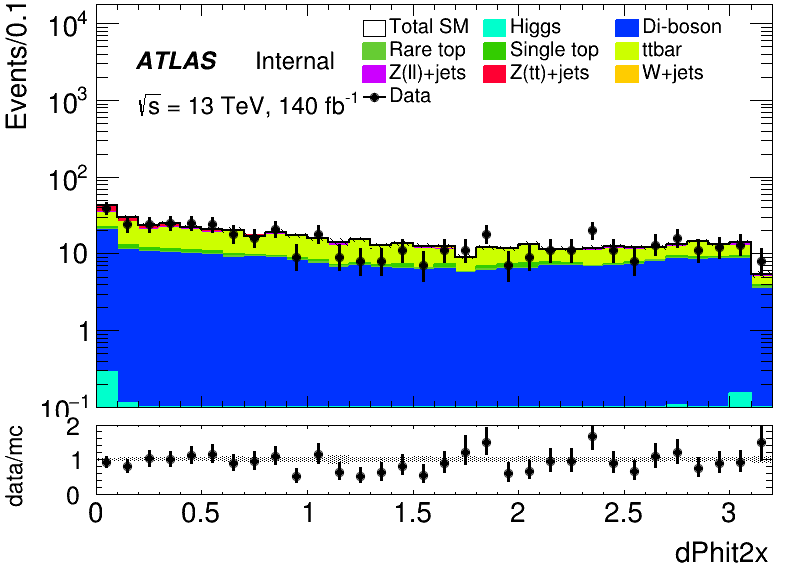 Events/0.1
10⁴
10³
10²
10
1
10⁻¹
ATLAS Internal
√s = 13 TeV, 140 fb⁻¹
Total SM Higgs Di-boson
Rare top Single top ttbar
Z(ll)+jets Z(tt)+jets W+jets
Data
data/mc
2
1
0
0 0.5 1 1.5 2 2.5 3
dPhit2x